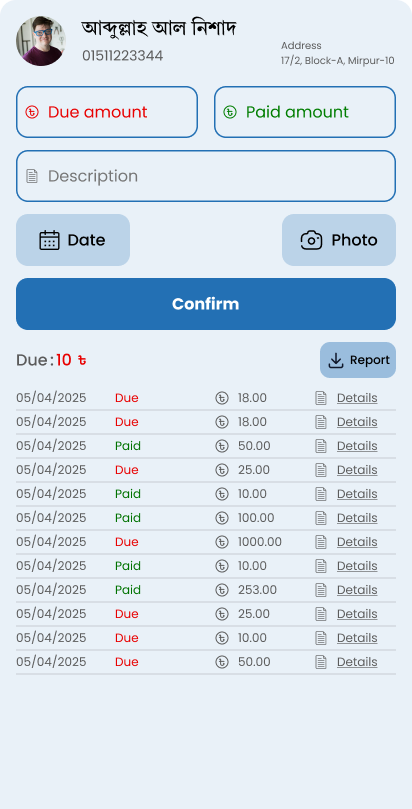 আব্দুল্লাহ আল নিশাদ
01511223344
Address
17/2, Block-A, Mirpur-10
৳ Due amount
৳ Paid amount
Description
Date
Photo
Confirm
Due:10 ৳
Report
05/04/2025 Due ৳ 18.00 Details
05/04/2025 Due ৳ 18.00 Details
05/04/2025 Paid ৳ 50.00 Details
05/04/2025 Due ৳ 25.00 Details
05/04/2025 Paid ৳ 10.00 Details
05/04/2025 Paid ৳ 100.00 Details
05/04/2025 Due ৳ 1000.00 Details
05/04/2025 Paid ৳ 10.00 Details
05/04/2025 Paid ৳ 253.00 Details
05/04/2025 Due ৳ 25.00 Details
05/04/2025 Due ৳ 10.00 Details
05/04/2025 Due ৳ 50.00 Details